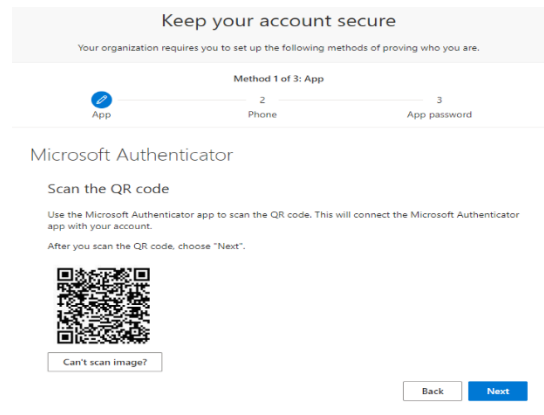 Keep your account secure
Your organization requires you to set up the following methods of proving who you are.
Method 1 of 3: App
2
3
App
Phone
App password
Microsoft Authenticator
Scan the QR code
Use the Microsoft Authenticator app to scan the QR code. This will connect the Microsoft Authenticator
app with your account.
After you scan the QR code, choose "Next".
Can't scan image?
Back
Next